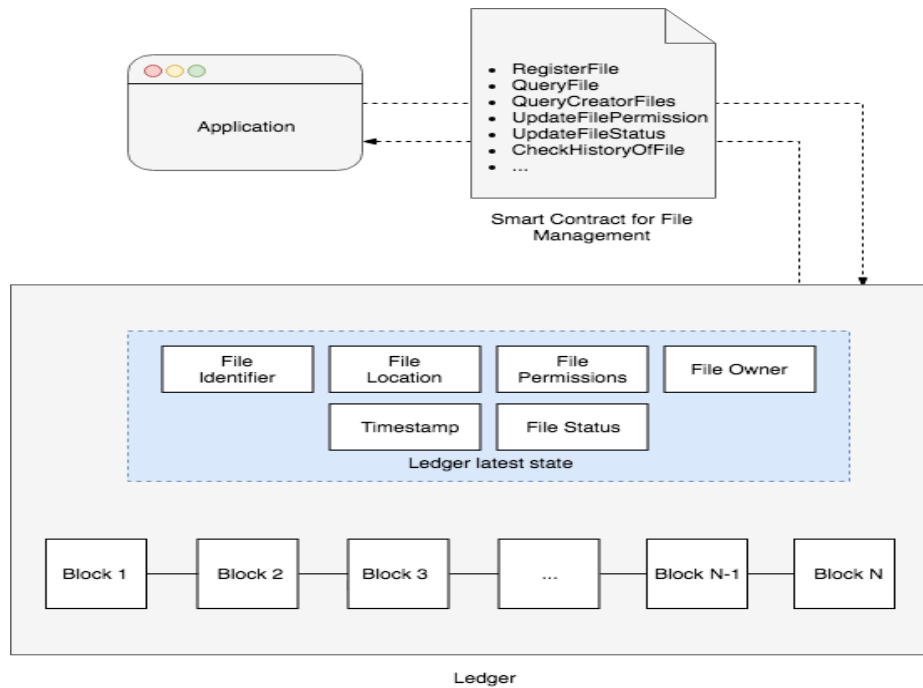 Application
• RegisterFile
• QueryFile
• QueryCreatorFiles
• UpdateFilePermission
• UpdateFileStatus
• CheckHistoryOfFile
• ...
Smart Contract for File
Management
File
Identifier
File
Location
File
Permissions
File Owner
Timestamp
File Status
Ledger latest state
Block 1
Block 2
Block 3
...
Block N-1
Block N
Ledger